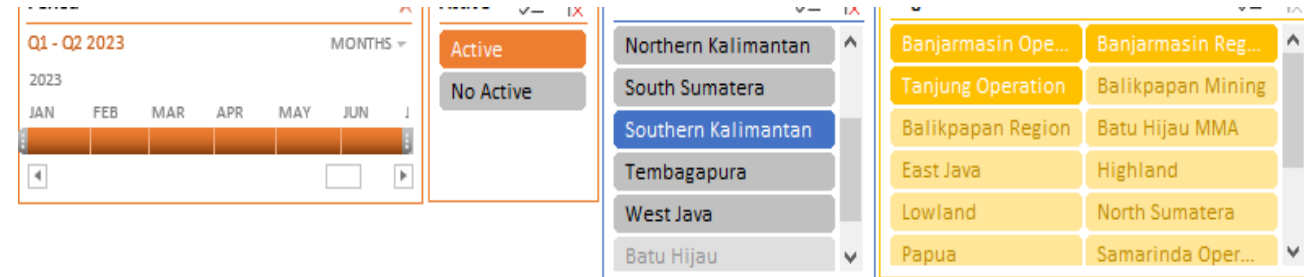 Q1 - Q2 2023 MONTHS
2023
JAN FEB MAR APR MAY JUN
Active
No Active
Northern Kalimantan
South Sumatera
Southern Kalimantan
Tembagapura
West Java
Batu Hijau
Banjarmasin Ope... Banjarmasin Reg...
Tanjung Operation Balikpapan Mining
Balikpapan Region Batu Hijau MMA
East Java Highland
Lowland North Sumatera
Papua Samarinda Oper...